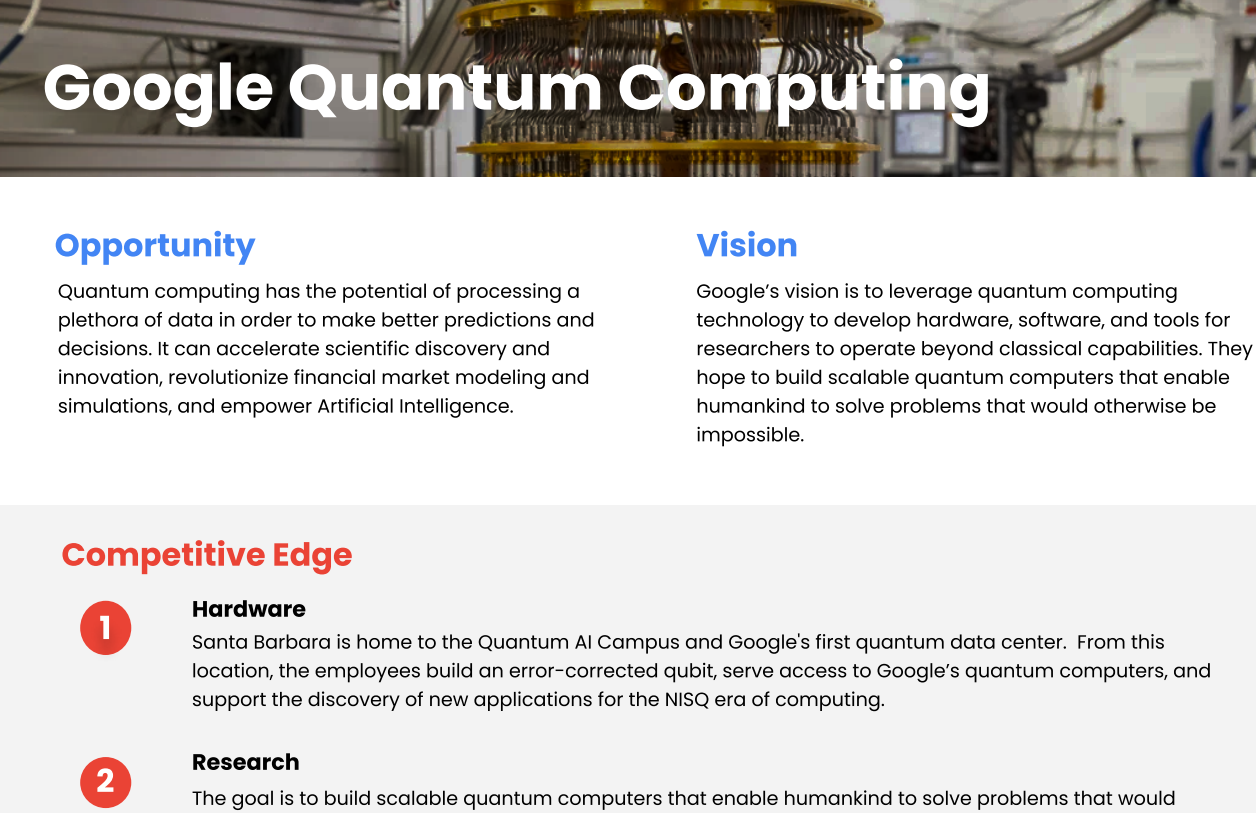 Google Quantum Computing
Opportunity
Quantum computing has the potential of processing a
plethora of data in order to make better predictions and
decisions. It can accelerate scientific discovery and
innovation, revolutionize financial market modeling and
simulations, and empower Artificial Intelligence.
Vision
Google’s vision is to leverage quantum computing
technology to develop hardware, software, and tools for
researchers to operate beyond classical capabilities. They
hope to build scalable quantum computers that enable
humankind to solve problems that would otherwise be
impossible.
Competitive Edge
1
Hardware
Santa Barbara is home to the Quantum AI Campus and Google's first quantum data center.  From this
location, the employees build an error-corrected qubit, serve access to Google’s quantum computers, and
support the discovery of new applications for the NISQ era of computing.
2
Research
The goal is to build scalable quantum computers that enable humankind to solve problems that would